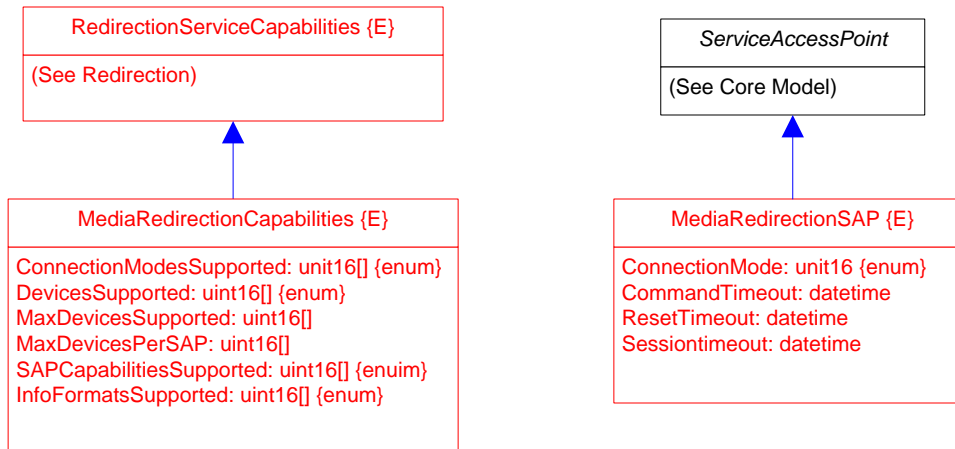 RedirectionServiceCapabilities {E}
(See Redirection)
ServiceAccessPoint
(See Core Model)
MediaRedirectionCapabilities {E}
ConnectionModesSupported: unit16[] {enum}
DevicesSupported: uint16[] {enum}
MaxDevicesSupported: uint16[]
MaxDevicesPerSAP: uint16[]
SAPCapabilitiesSupported: uint16[] {enuim}
InfoFormatsSupported: uint16[] {enum}
MediaRedirectionSAP {E}
ConnectionMode: unit16 {enum}
CommandTimeout: datetime
ResetTimeout: datetime
Sessiontimeout: datetime